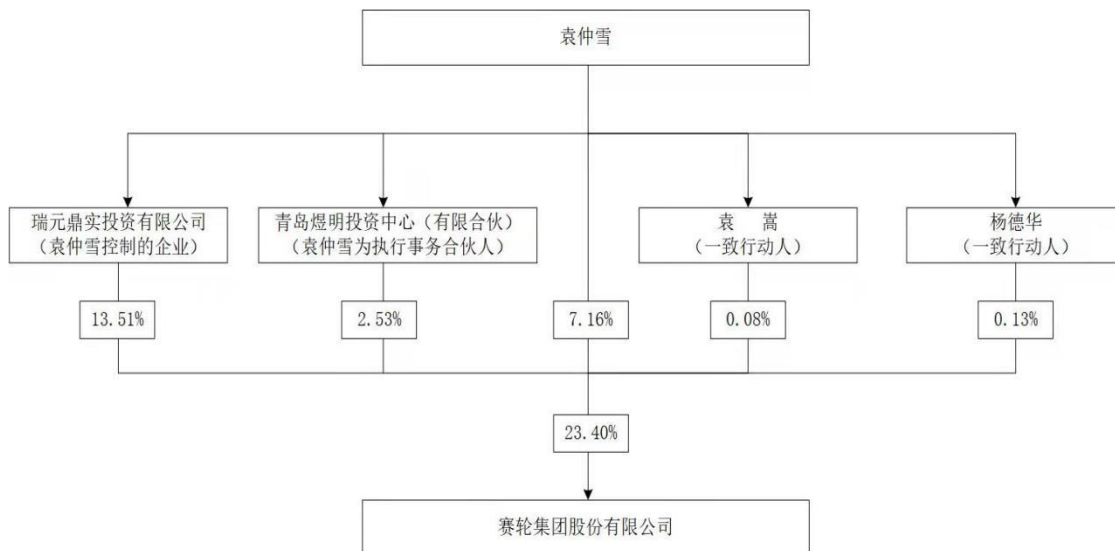 袁仲雪
瑞元鼎实投资有限公司
（袁仲雪控制的企业）
青岛煜明投资中心（有限合伙）
（袁仲雪为执行事务合伙人）
袁　嵩
（一致行动人）
杨德华
（一致行动人）
13.51%
2.53%
7.16%
0.08%
0.13%
23.40%
赛轮集团股份有限公司